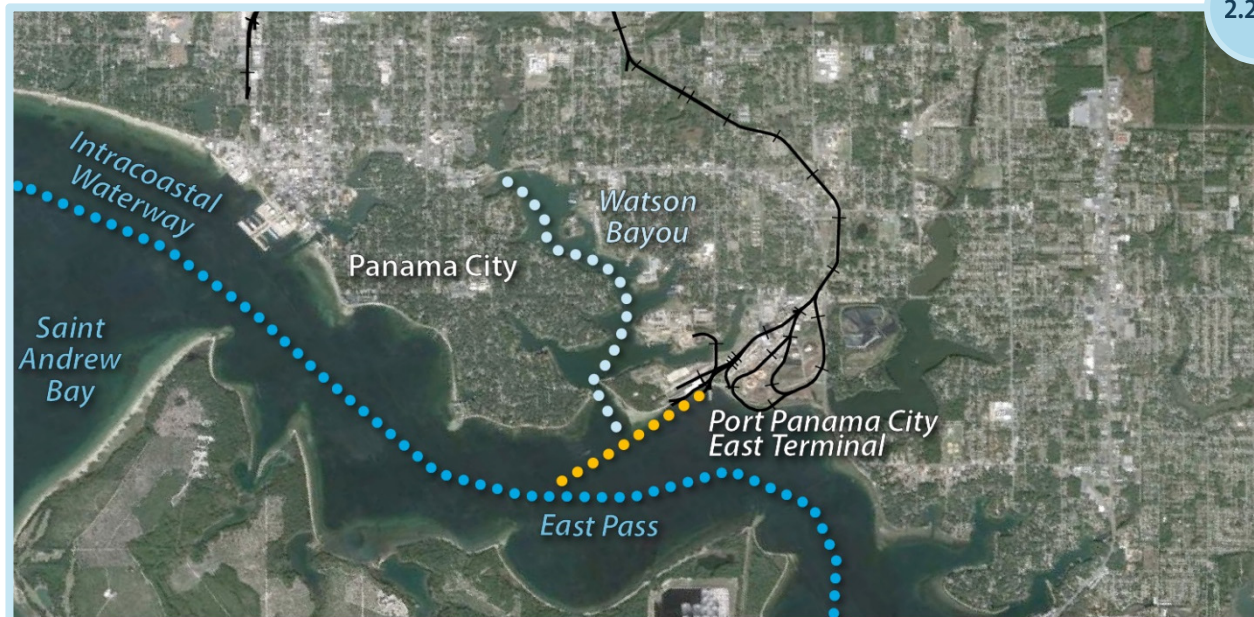 2.2
Intracoastal
Waterway
Watson
Bayou
Panama City
Saint
Andrew
Bay
Port Panama City
East Terminal
East Pass